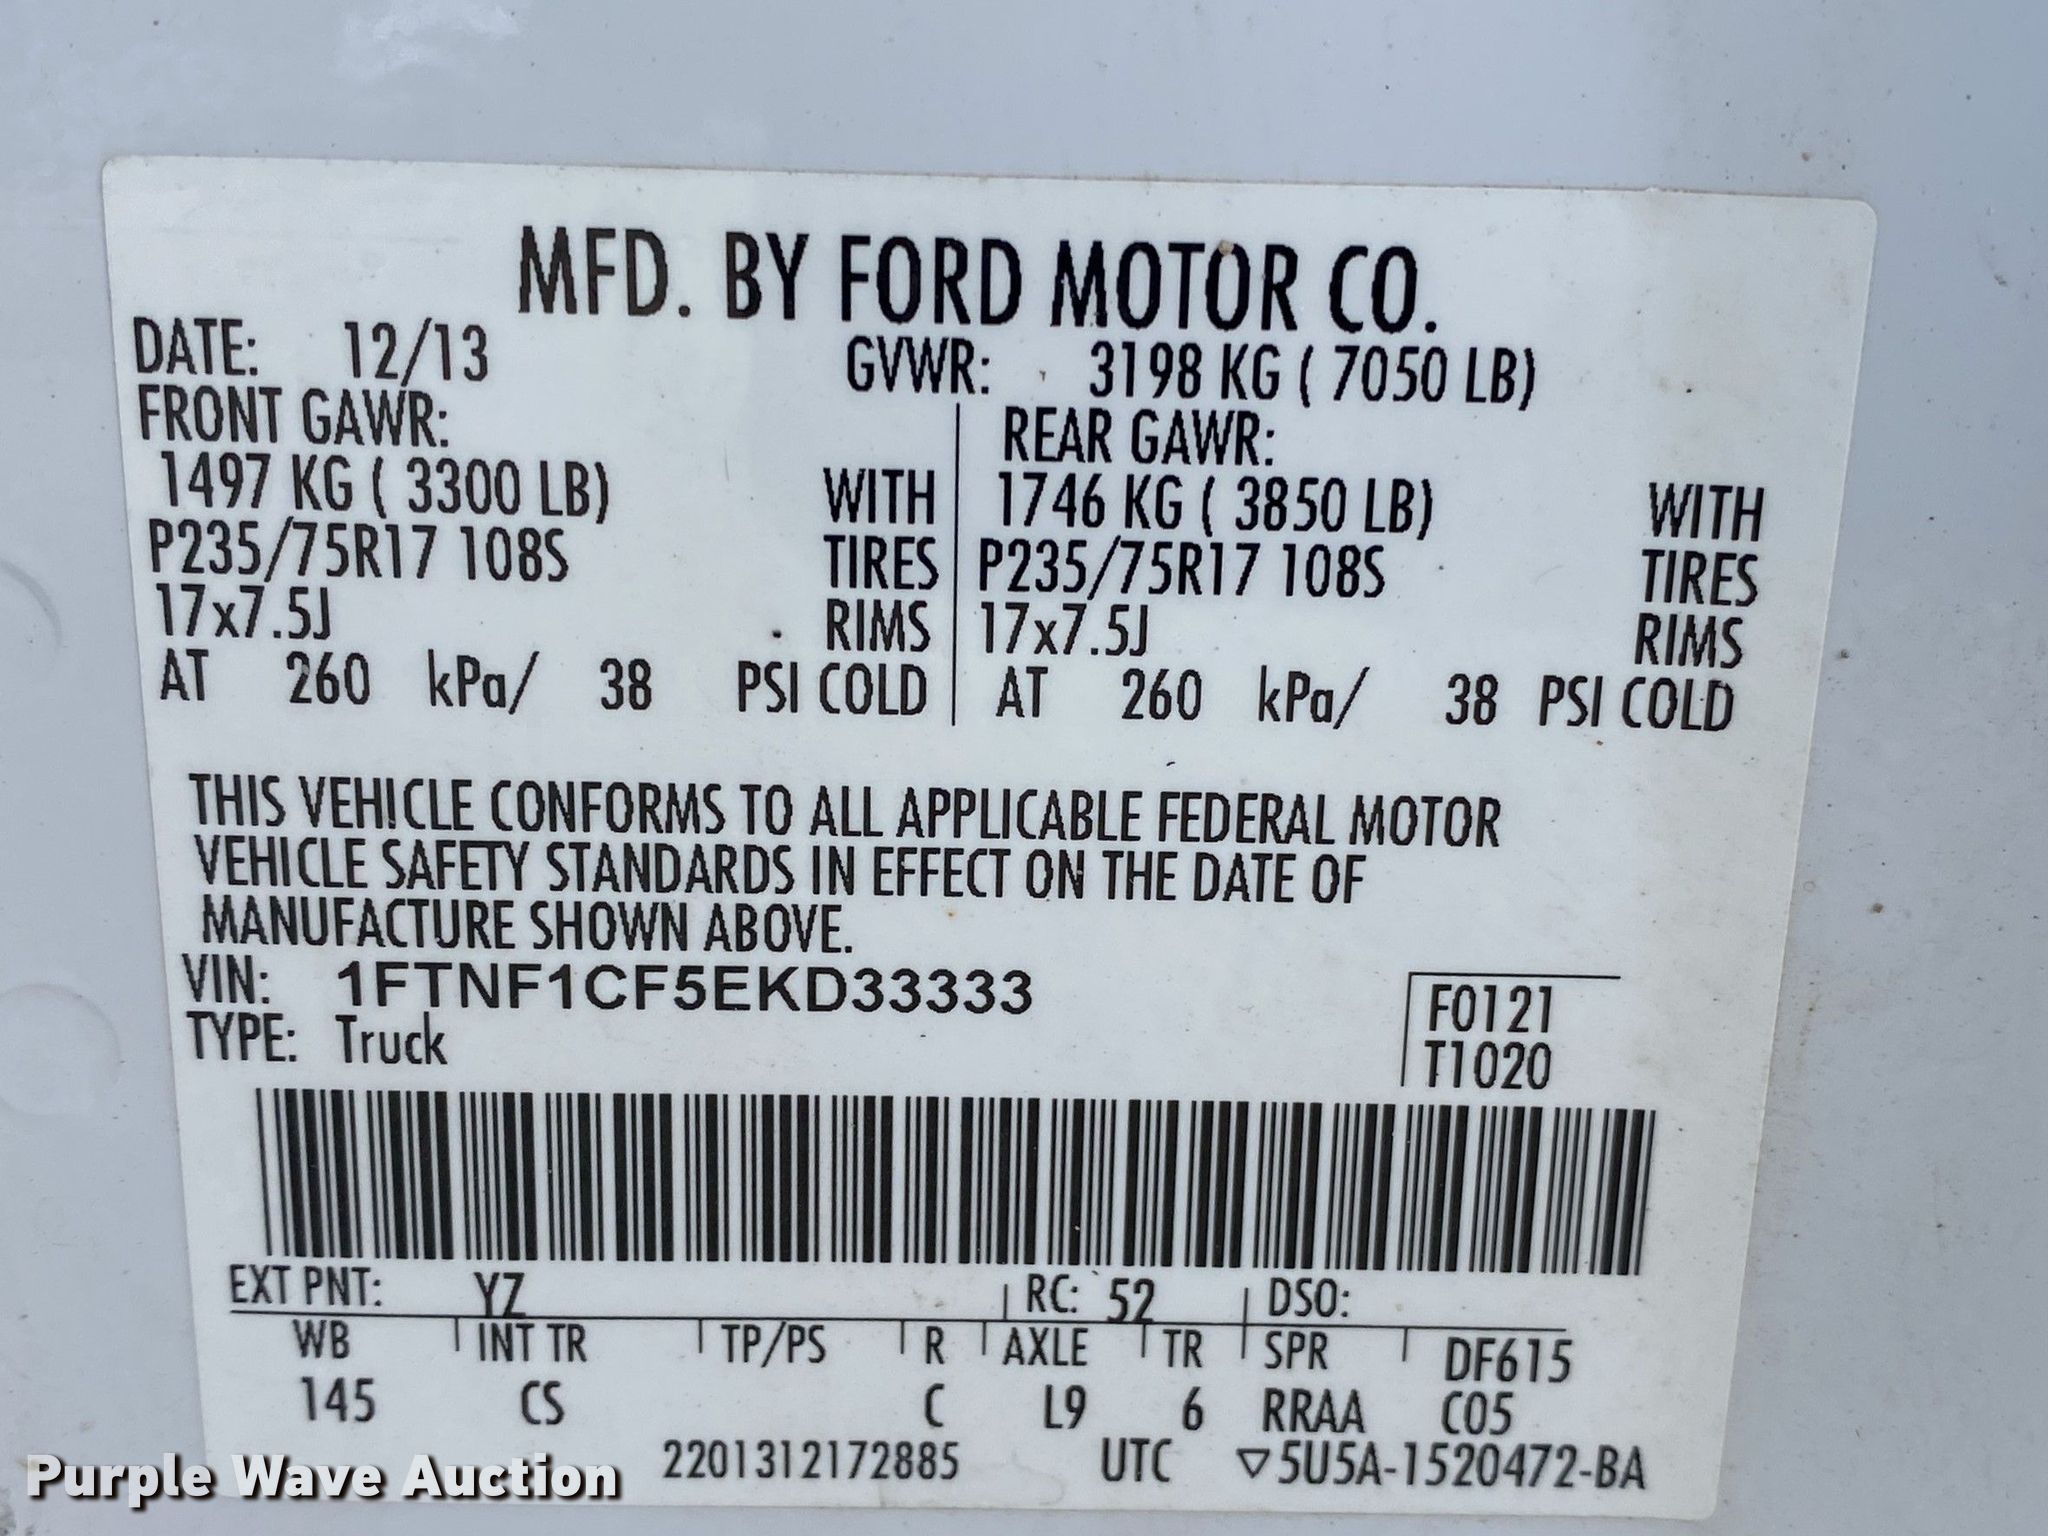 MFD. BY FORD MOTOR CO.
DATE: 12/13 GVWR: 3198 KG ( 7050 LB)
FRONT GAWR: REAR GAWR:
1497 KG ( 3300 LB) WITH 1746 KG ( 3850 LB) WITH
P235/75R17 108S TIRES P235/75R17 108S TIRES
17x7.5J RIMS 17x7.5J RIMS
AT 260 kPa/ 38 PSI COLD AT 260 kPa/ 38 PSI COLD
THIS VEHICLE CONFORMS TO ALL APPLICABLE FEDERAL MOTOR
VEHICLE SAFETY STANDARDS IN EFFECT ON THE DATE OF
MANUFACTURE SHOWN ABOVE.
VIN: 1FTNF1CF5EKD33333 F0121
TYPE: Truck T1020
EXT PNT: YZ RC: 52 DSO:
WB INT TR TP/PS R AXLE TR SPR DF615
145 CS C L9 6 RRAA C05
2201312172885 UTC ▽5U5A-1520472-BA
Purple Wave Auction